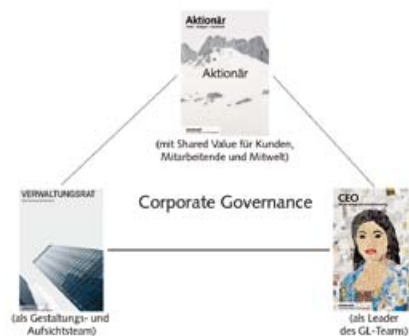 Aktionär
Aktionär
(mit Shared Value für Kunden,
Mitarbeitende und Mitwelt)
VERWALTUNGSRAT
Corporate Governance
CEO
(als Gestaltungs- und
Aufsichtsteam)
(als Leader
des GL-Teams)